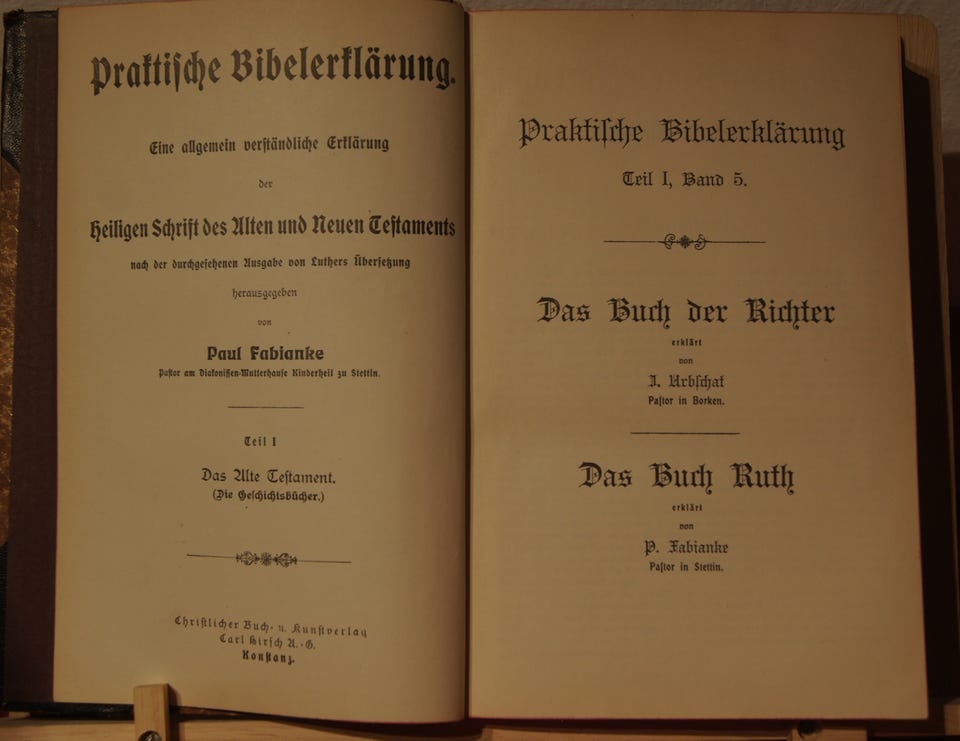 Praktische Bibelerklärung.
Eine allgemein verständliche Erklärung
der
Heiligen Schrift des Alten und Neuen Testaments
nach der durchgesehenen Ausgabe von Luthers Übersetzung
herausgegeben
von
Paul Fabianke
Pastor am Diakonissen-Mutterhause Kinderheil zu Stettin.
Teil I
Das Alte Testament.
(Die Geschichtsbücher.)
Christlicher Buch- u. Kunstverlag
Carl Hirsch A.-G.
Konstanz.
Praktische Bibelerklärung
Teil I, Band 5.
Das Buch der Richter
erklärt
von
J. Urbschat
Pastor in Borken.
Das Buch Ruth
erklärt
von
P. Fabianke
Pastor in Stettin.